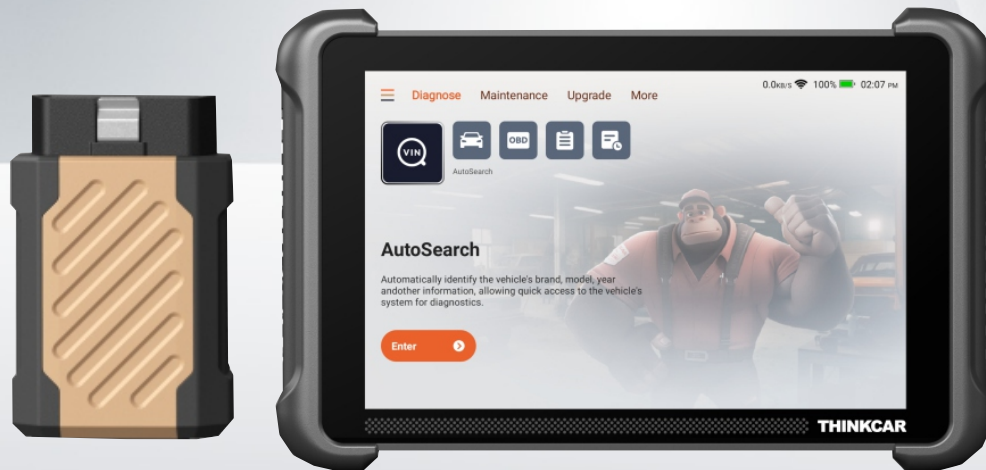 0.0KB/S 100% 02:07 PM
Diagnose Maintenance Upgrade More
VIN
OBD
AutoSearch
AutoSearch
Automatically identify the vehicle's brand, model, year
andother information, allowing quick access to the vehicle's
system for diagnostics.
Enter
THINKCAR